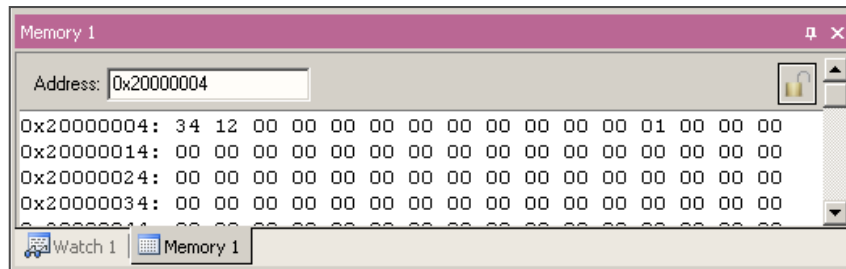 Memory 1
Address: 0x20000004
0x20000004: 34 12 00 00 00 00 00 00 00 00 00 00 01 00 00 00
0x20000014: 00 00 00 00 00 00 00 00 00 00 00 00 00 00 00 00
0x20000024: 00 00 00 00 00 00 00 00 00 00 00 00 00 00 00 00
0x20000034: 00 00 00 00 00 00 00 00 00 00 00 00 00 00 00 00
Watch 1 Memory 1